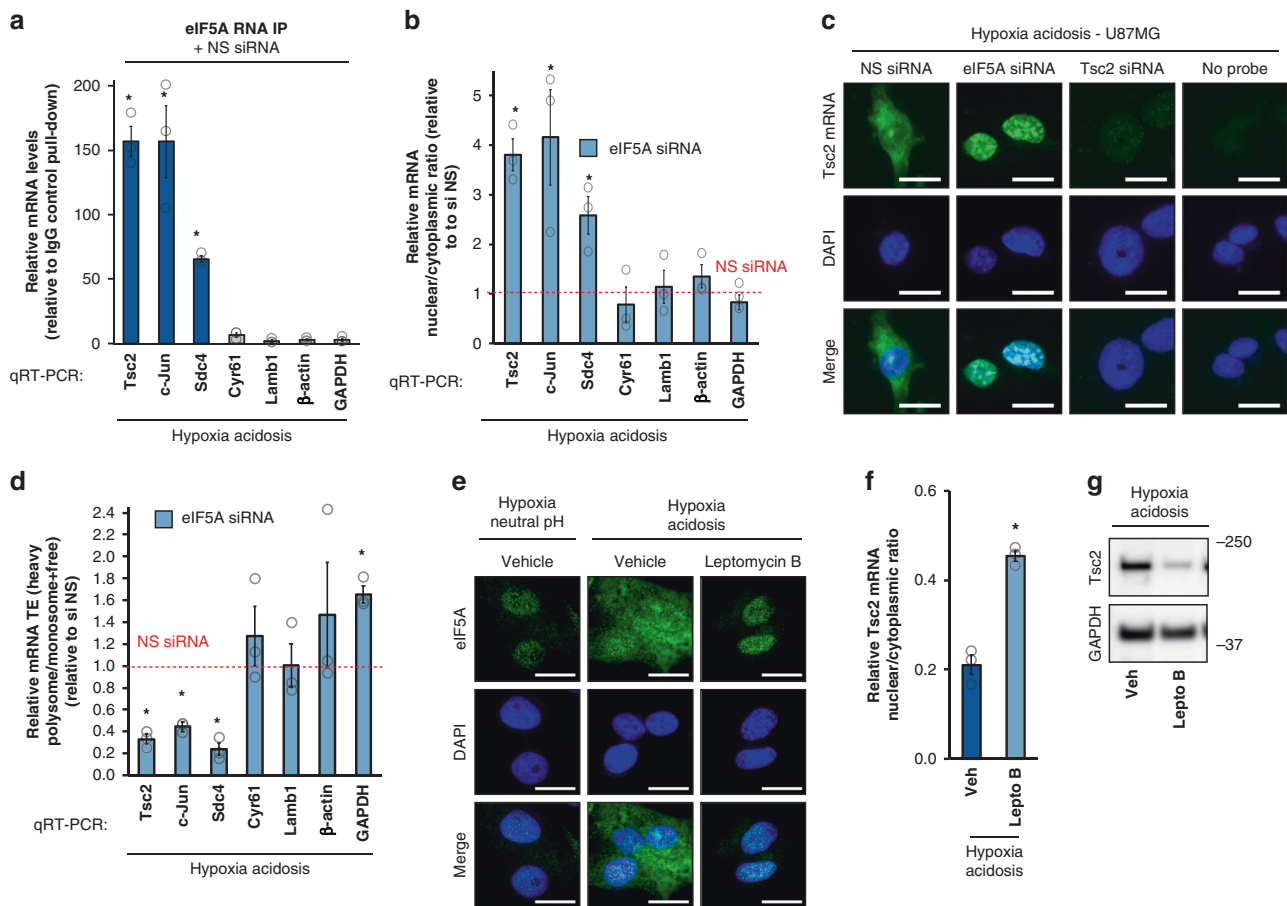 a
eIF5A RNA IP
+ NS siRNA
Relative mRNA levels
(relative to IgG control pull-down)
200
150
100
50
0
* * *
qRT-PCR:
Tsc2
c-Jun
Sdc4
Cyr61
Lamb1
β-actin
GAPDH
Hypoxia acidosis
b
Relative mRNA
nuclear/cytoplasmic ratio (relative
to to si NS)
5
4
3
2
1
0
* * *
eIF5A siRNA
NS siRNA
qRT-PCR:
Tsc2
c-Jun
Sdc4
Cyr61
Lamb1
β-actin
GAPDH
Hypoxia acidosis
c
Hypoxia acidosis - U87MG
NS siRNA eIF5A siRNA Tsc2 siRNA No probe
Tsc2 mRNA
DAPI
Merge
d
Relative mRNA TE (heavy
polysome/monosome+free)
(relative to si NS)
2.4
2.2
2.0
1.8
1.6
1.4
1.2
1.0
0.8
0.6
0.4
0.2
0.0
eIF5A siRNA
NS siRNA
* * * *
qRT-PCR:
Tsc2
c-Jun
Sdc4
Cyr61
Lamb1
β-actin
GAPDH
Hypoxia acidosis
e
Hypoxia
neutral pH
Hypoxia
acidosis
Vehicle Vehicle Leptomycin B
eIF5A
DAPI
Merge
f
Relative Tsc2 mRNA
nuclear/cytoplasmic ratio
0.6
0.4
0.2
0.0
*
Veh
Lepto B
Hypoxia
acidosis
g
Hypoxia
acidosis
Tsc2
–250
GAPDH
–37
Veh
Lepto B